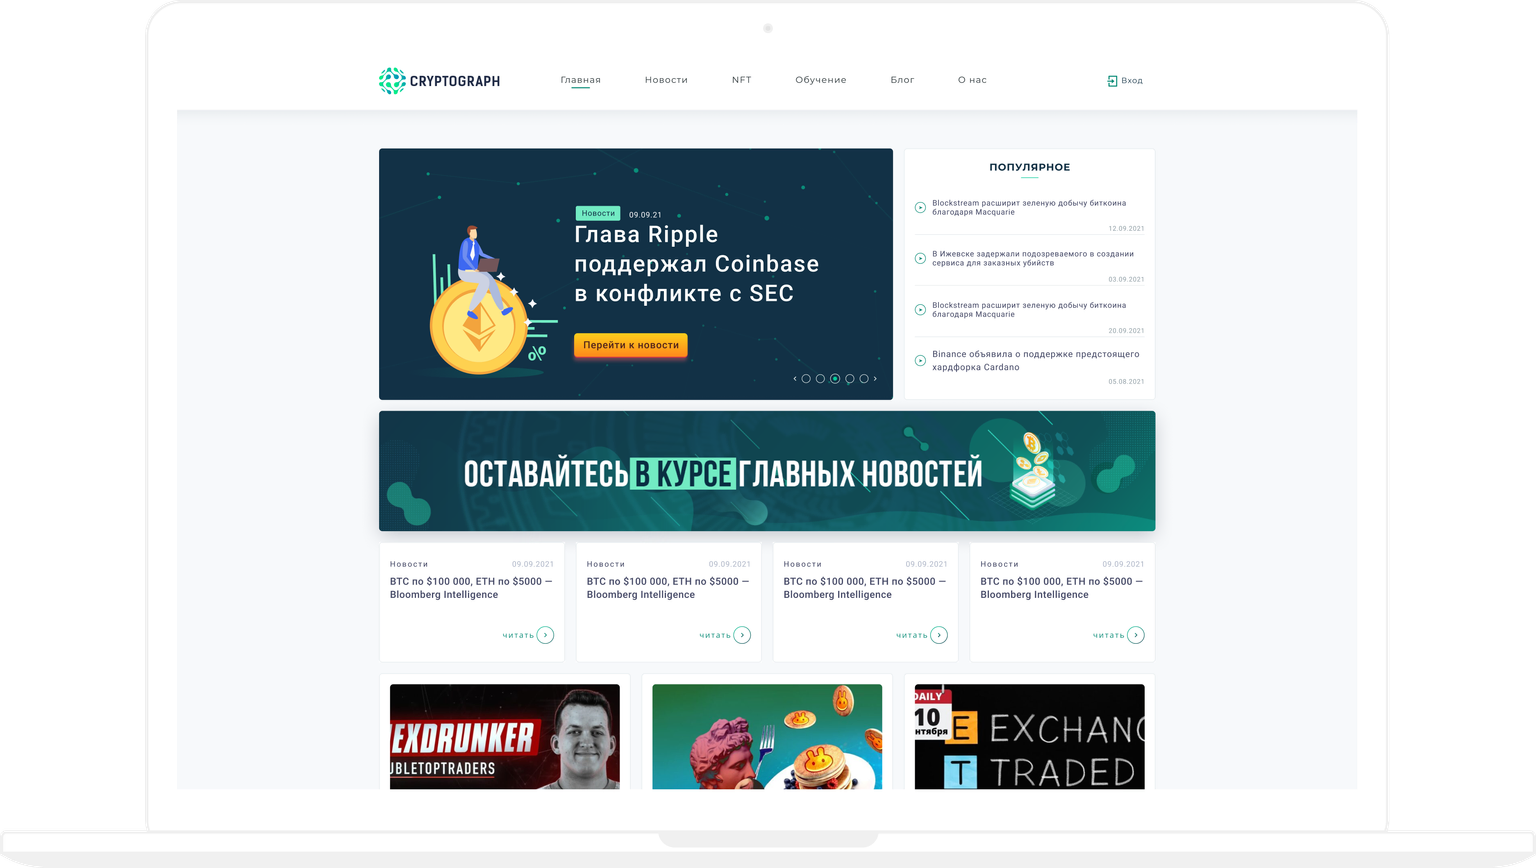 CRYPTOGRAPH
Главная Новости NFT Обучение Блог О нас
Вход
Новости 09.09.21
Глава Ripple
поддержал Coinbase
в конфликте с SEC
Перейти к новости
ПОПУЛЯРНОЕ
Blockstream расширит зеленую добычу биткоина
благодаря Macquarie
12.09.2021
В Ижевске задержали подозреваемого в создании
сервиса для заказных убийств
03.09.2021
Blockstream расширит зеленую добычу биткоина
благодаря Macquarie
20.09.2021
Binance объявила о поддержке предстоящего
хардфорка Cardano
05.08.2021
ОСТАВАЙТЕСЬ В КУРСЕ ГЛАВНЫХ НОВОСТЕЙ
Новости 09.09.2021
BTC по $100 000, ETH по $5000 —
Bloomberg Intelligence
читать
Новости 09.09.2021
BTC по $100 000, ETH по $5000 —
Bloomberg Intelligence
читать
Новости 09.09.2021
BTC по $100 000, ETH по $5000 —
Bloomberg Intelligence
читать
Новости 09.09.2021
BTC по $100 000, ETH по $5000 —
Bloomberg Intelligence
читать
EXDRUNKER
UBLETOPTRADERS
DAILY
10
нтября
E EXCHANG
T TRADED